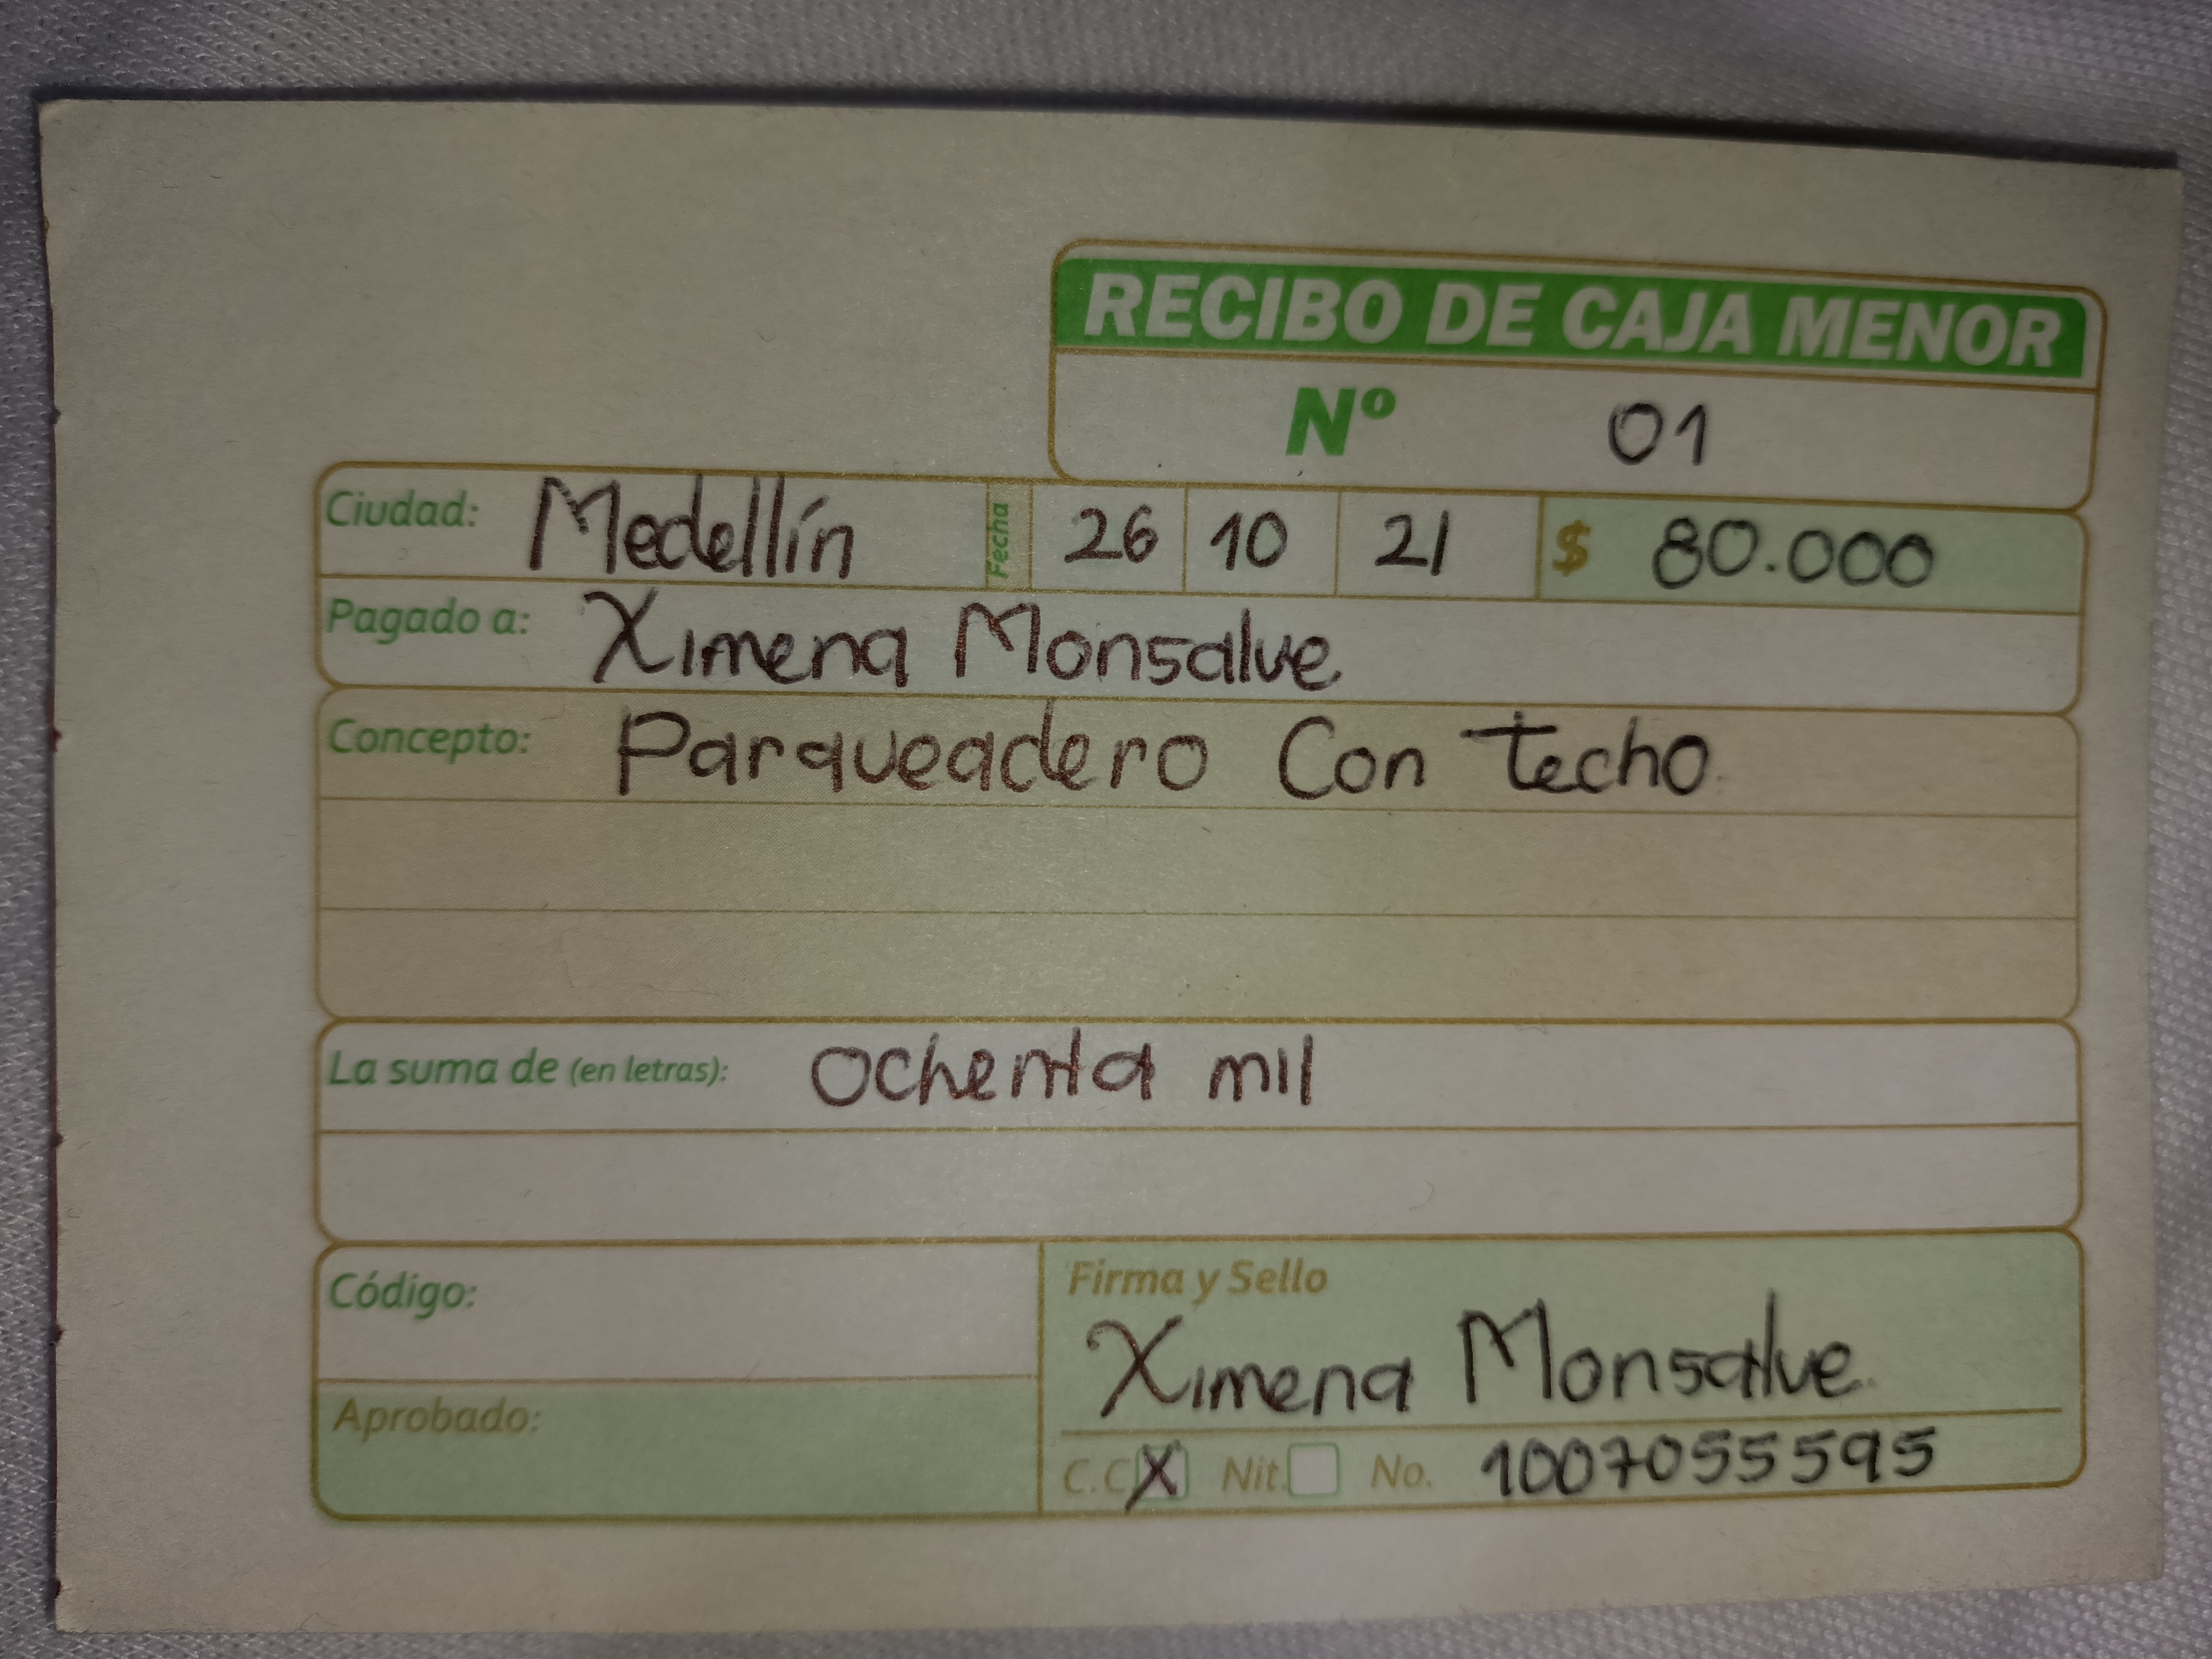 RECIBO DE CAJA MENOR
Nº 01
Ciudad: Medellín Fecha 26 10 21 $ 80.000
Pagado a: Ximena Monsalve
Concepto: Parqueadero Con techo
La suma de (en letras): Ochenta mil
Código:
Aprobado:
Firma y Sello
Ximena Monsalve
C.C X Nit. No. 1007055595